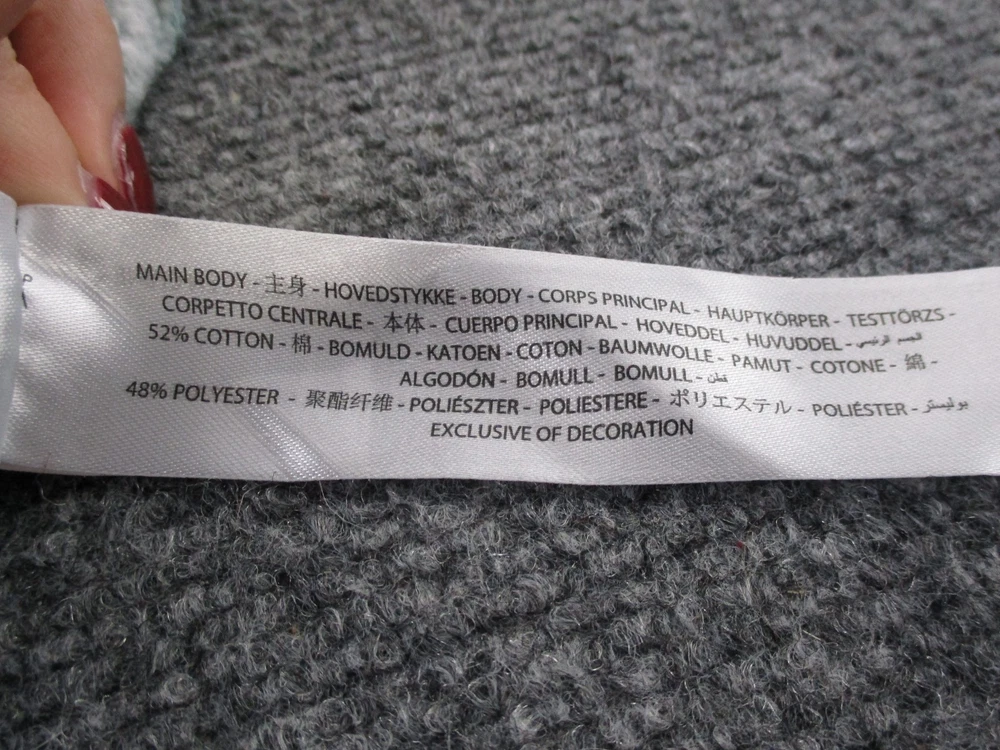 MAIN BODY - 主身 - HOVEDSTYKKE - BODY - CORPS PRINCIPAL - HAUPTKÖRPER - TESTTÖRZS -
CORPETTO CENTRALE - 本体 - CUERPO PRINCIPAL - HOVEDDEL - HUVUDDEL - الجسم الرئيسي
52% COTTON - 棉 - BOMULD - KATOEN - COTON - BAUMWOLLE - PAMUT - COTONE - 綿 -
ALGODÓN - BOMULL - BOMULL - قطن
48% POLYESTER - 聚酯纤维 - POLIÉSZTER - POLIESTERE - ポリエステル - POLIÉSTER - بوليستر
EXCLUSIVE OF DECORATION